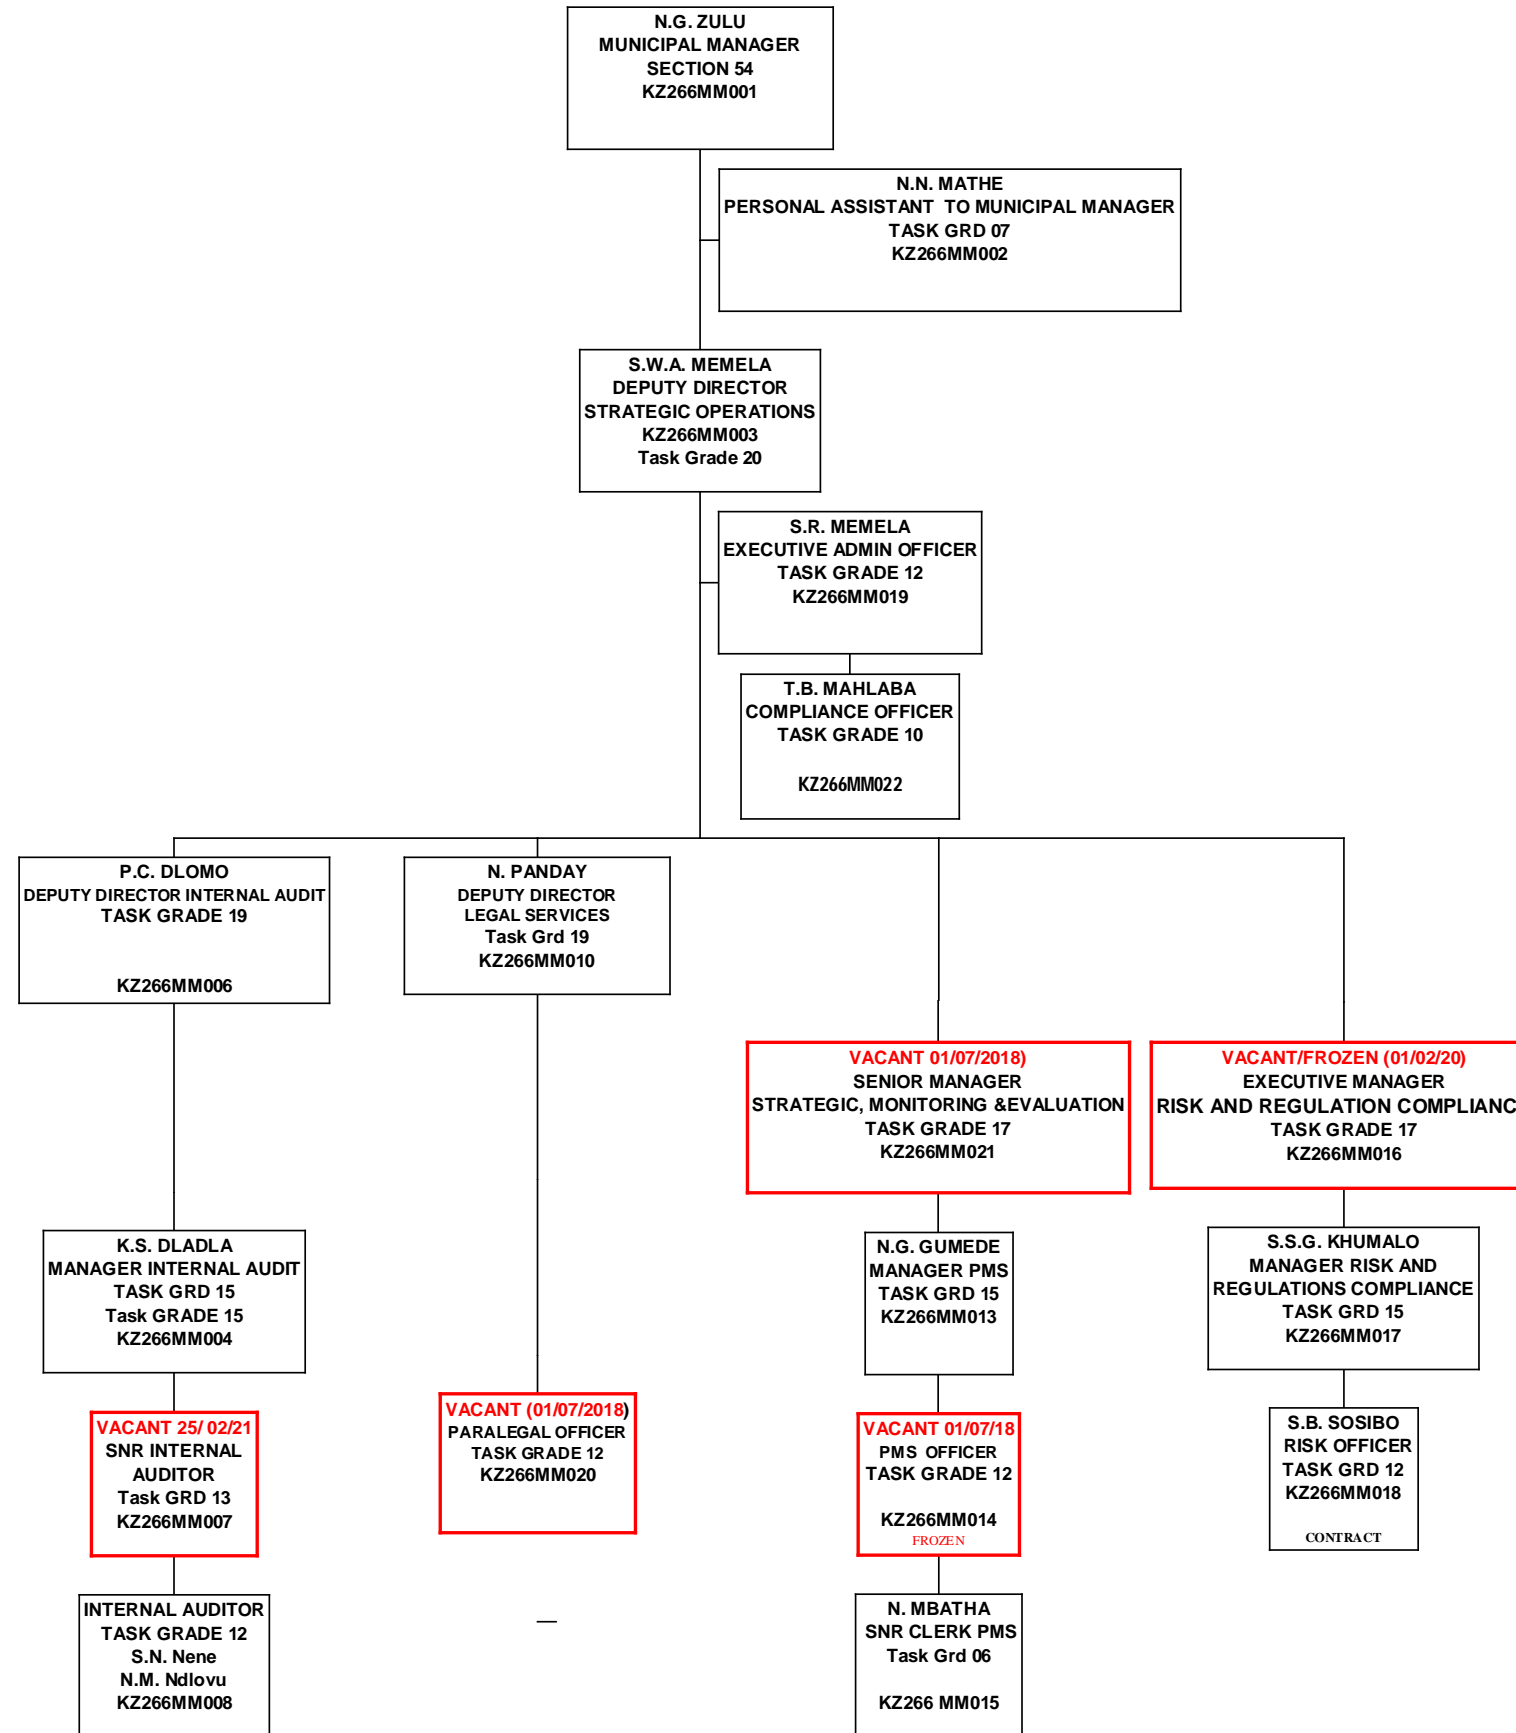 N.G. ZULU
MUNICIPAL MANAGER
SECTION 54
KZ266MM001
N.N. MATHE
PERSONAL ASSISTANT TO MUNICIPAL MANAGER
TASK GRD 07
KZ266MM002
S.W.A. MEMELA
DEPUTY DIRECTOR
STRATEGIC OPERATIONS
KZ266MM003
Task Grade 20
S.R. MEMELA
EXECUTIVE ADMIN OFFICER
TASK GRADE 12
KZ266MM019
T.B. MAHLABA
COMPLIANCE OFFICER
TASK GRADE 10
KZ266MM022
P.C. DLOMO
DEPUTY DIRECTOR INTERNAL AUDIT
TASK GRADE 19
KZ266MM006
N. PANDAY
DEPUTY DIRECTOR
LEGAL SERVICES
Task Grd 19
KZ266MM010
VACANT 01/07/2018)
SENIOR MANAGER
STRATEGIC, MONITORING &EVALUATION
TASK GRADE 17
KZ266MM021
VACANT/FROZEN (01/02/20)
EXECUTIVE MANAGER
RISK AND REGULATION COMPLIANC
TASK GRADE 17
KZ266MM016
K.S. DLADLA
MANAGER INTERNAL AUDIT
TASK GRD 15
Task GRADE 15
KZ266MM004
N.G. GUMEDE
MANAGER PMS
TASK GRD 15
KZ266MM013
S.S.G. KHUMALO
MANAGER RISK AND
REGULATIONS COMPLIANCE
TASK GRD 15
KZ266MM017
VACANT 25/ 02/21
SNR INTERNAL
AUDITOR
Task GRD 13
KZ266MM007
VACANT (01/07/2018)
PARALEGAL OFFICER
TASK GRADE 12
KZ266MM020
VACANT 01/07/18
PMS OFFICER
TASK GRADE 12
KZ266MM014
FROZEN
S.B. SOSIBO
RISK OFFICER
TASK GRD 12
KZ266MM018
CONTRACT
INTERNAL AUDITOR
TASK GRADE 12
S.N. Nene
N.M. Ndlovu
KZ266MM008
N. MBATHA
SNR CLERK PMS
Task Grd 06
KZ266 MM015